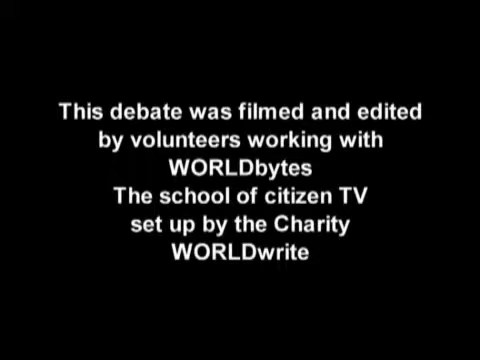 This debate was filmed and edited
by volunteers working with
WORLDbytes
The school of citizen TV
set up by the Charity
WORLDwrite